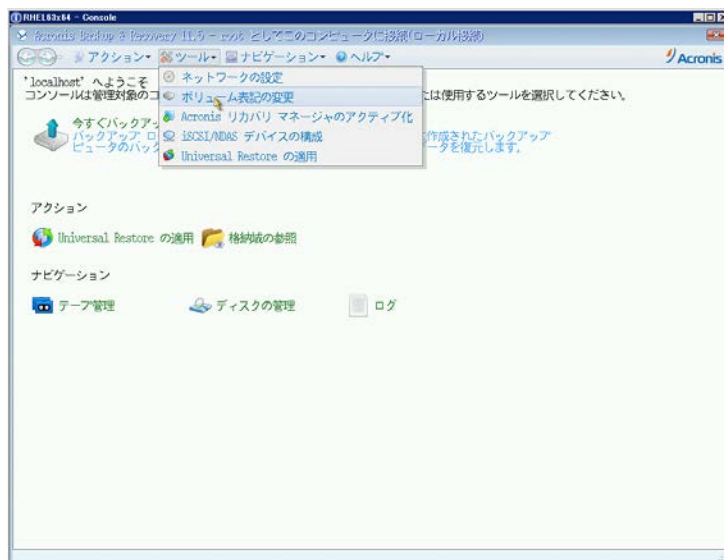 RHEL63x64 - Console
Acronis Backup & Recovery 11.5 - root としてこのコンピュータに接続(ローカル接続)
アクション ツール ナビゲーション ヘルプ
Acronis
'localhost' へようこそ
コンソールは管理対象のコ
たは使用するツールを選択してください。
ネットワークの設定
ボリューム表記の変更
Acronis リカバリ マネージャのアクティブ化
iSCSI/NDAS デバイスの構成
Universal Restore の適用
今すぐバックアッ
バックアップ ロ
ピュータのバック
作成されたバックアップ
ータを復元します。
アクション
Universal Restore の適用 格納域の参照
ナビゲーション
テープ管理 ディスクの管理 ログ